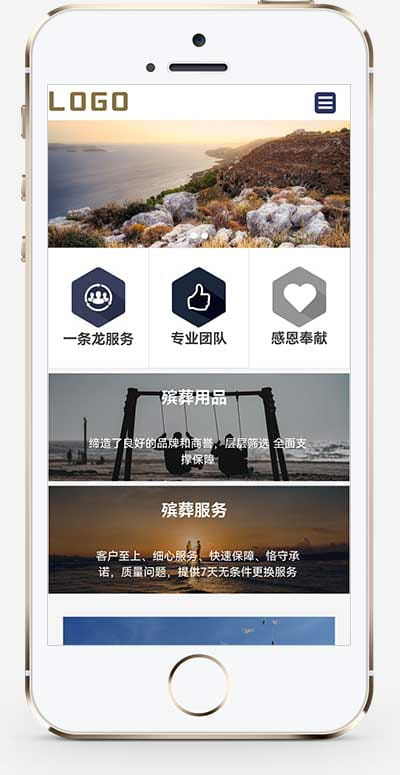 LOGO
一条龙服务
专业团队
感恩奉献
殡葬用品
缔造了良好的品牌和商誉，层层筛选 全面支
撑保障
殡葬服务
客户至上、细心服务、快速保障、恪守承
诺，质量问题，提供7天无条件更换服务